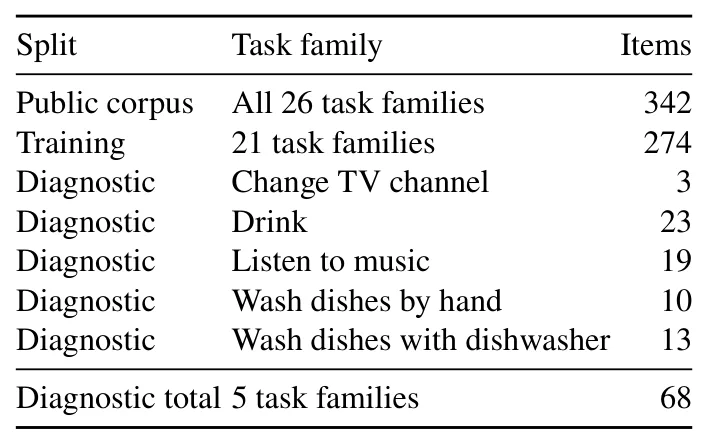 Split Task family Items
Public corpus All 26 task families 342
Training 21 task families 274
Diagnostic Change TV channel 3
Diagnostic Drink 23
Diagnostic Listen to music 19
Diagnostic Wash dishes by hand 10
Diagnostic Wash dishes with dishwasher 13
Diagnostic total 5 task families 68